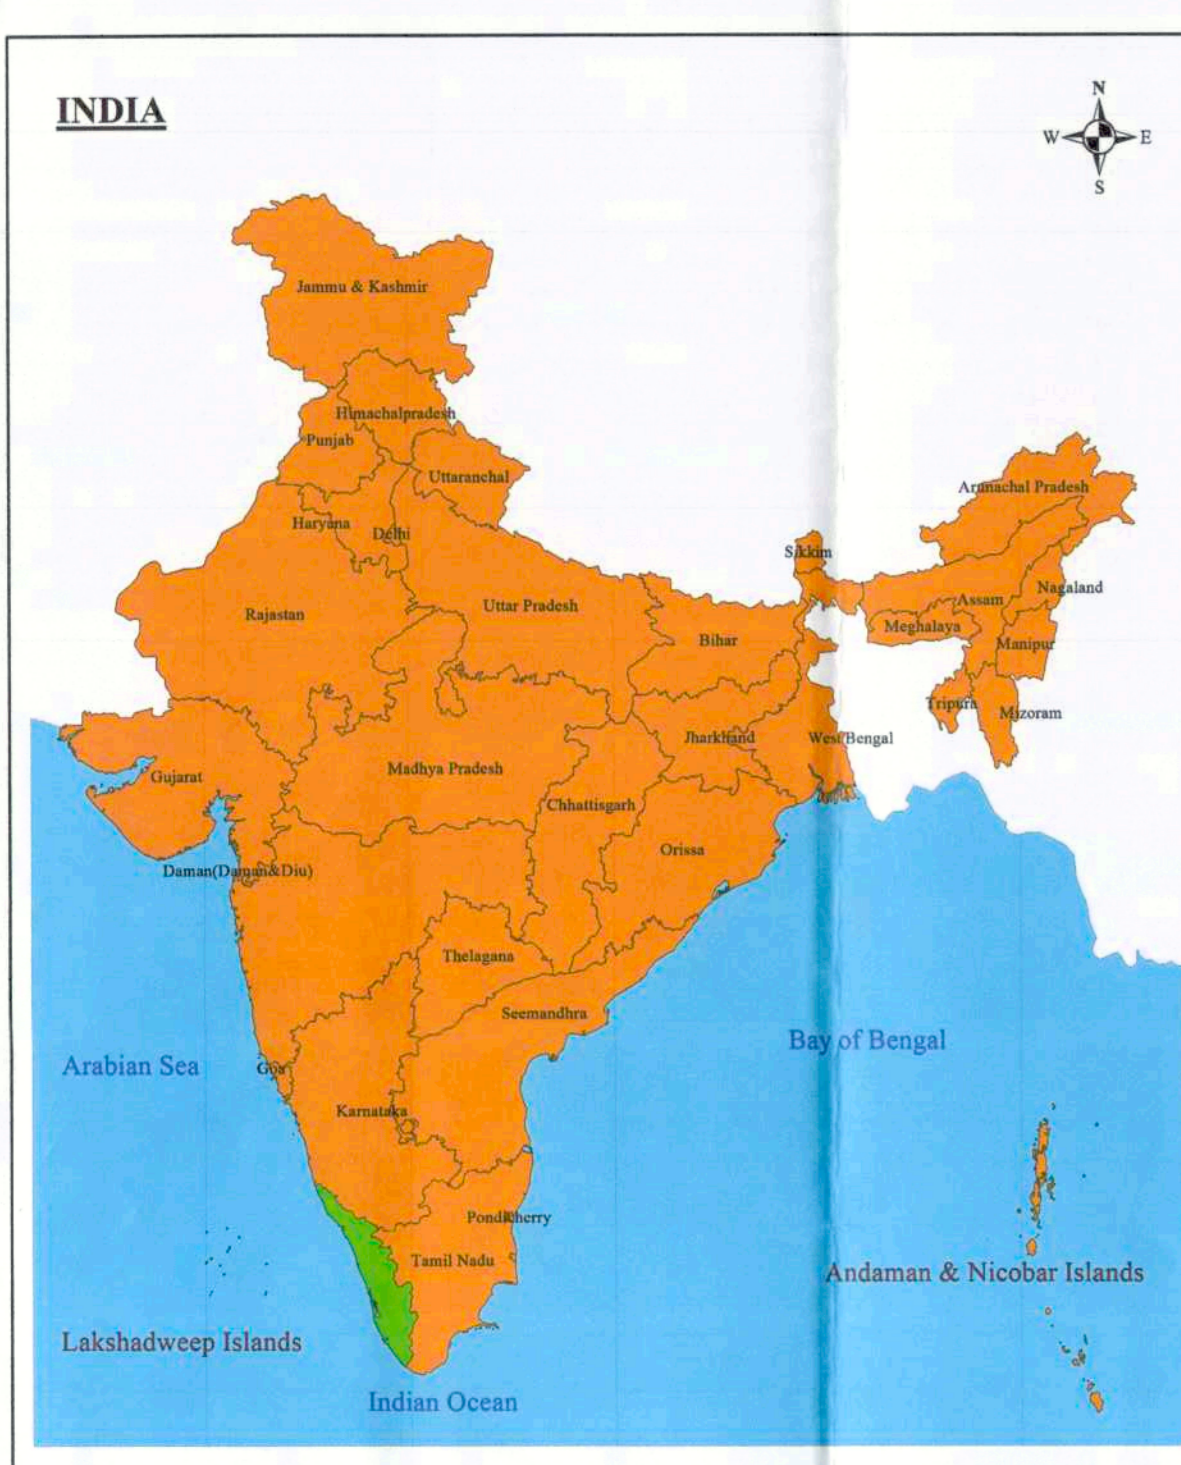 INDIA
N
W E
S
Jammu & Kashmir
Himachalpradesh
Punjab
Uttaranchal
Arunachal Pradesh
Haryana
Delhi
Sikkim
Nagaland
Rajastan
Uttar Pradesh
Assam
Meghalaya
Bihar
Manipur
Tripura
Mizoram
Jharkhand
West Bengal
Gujarat
Madhya Pradesh
Chhattisgarh
Orissa
Daman(Daman&Diu)
Thelagana
Seemandhra
Bay of Bengal
Arabian Sea
Goa
Karnataka
Pondicherry
Tamil Nadu
Andaman & Nicobar Islands
Lakshadweep Islands
Indian Ocean